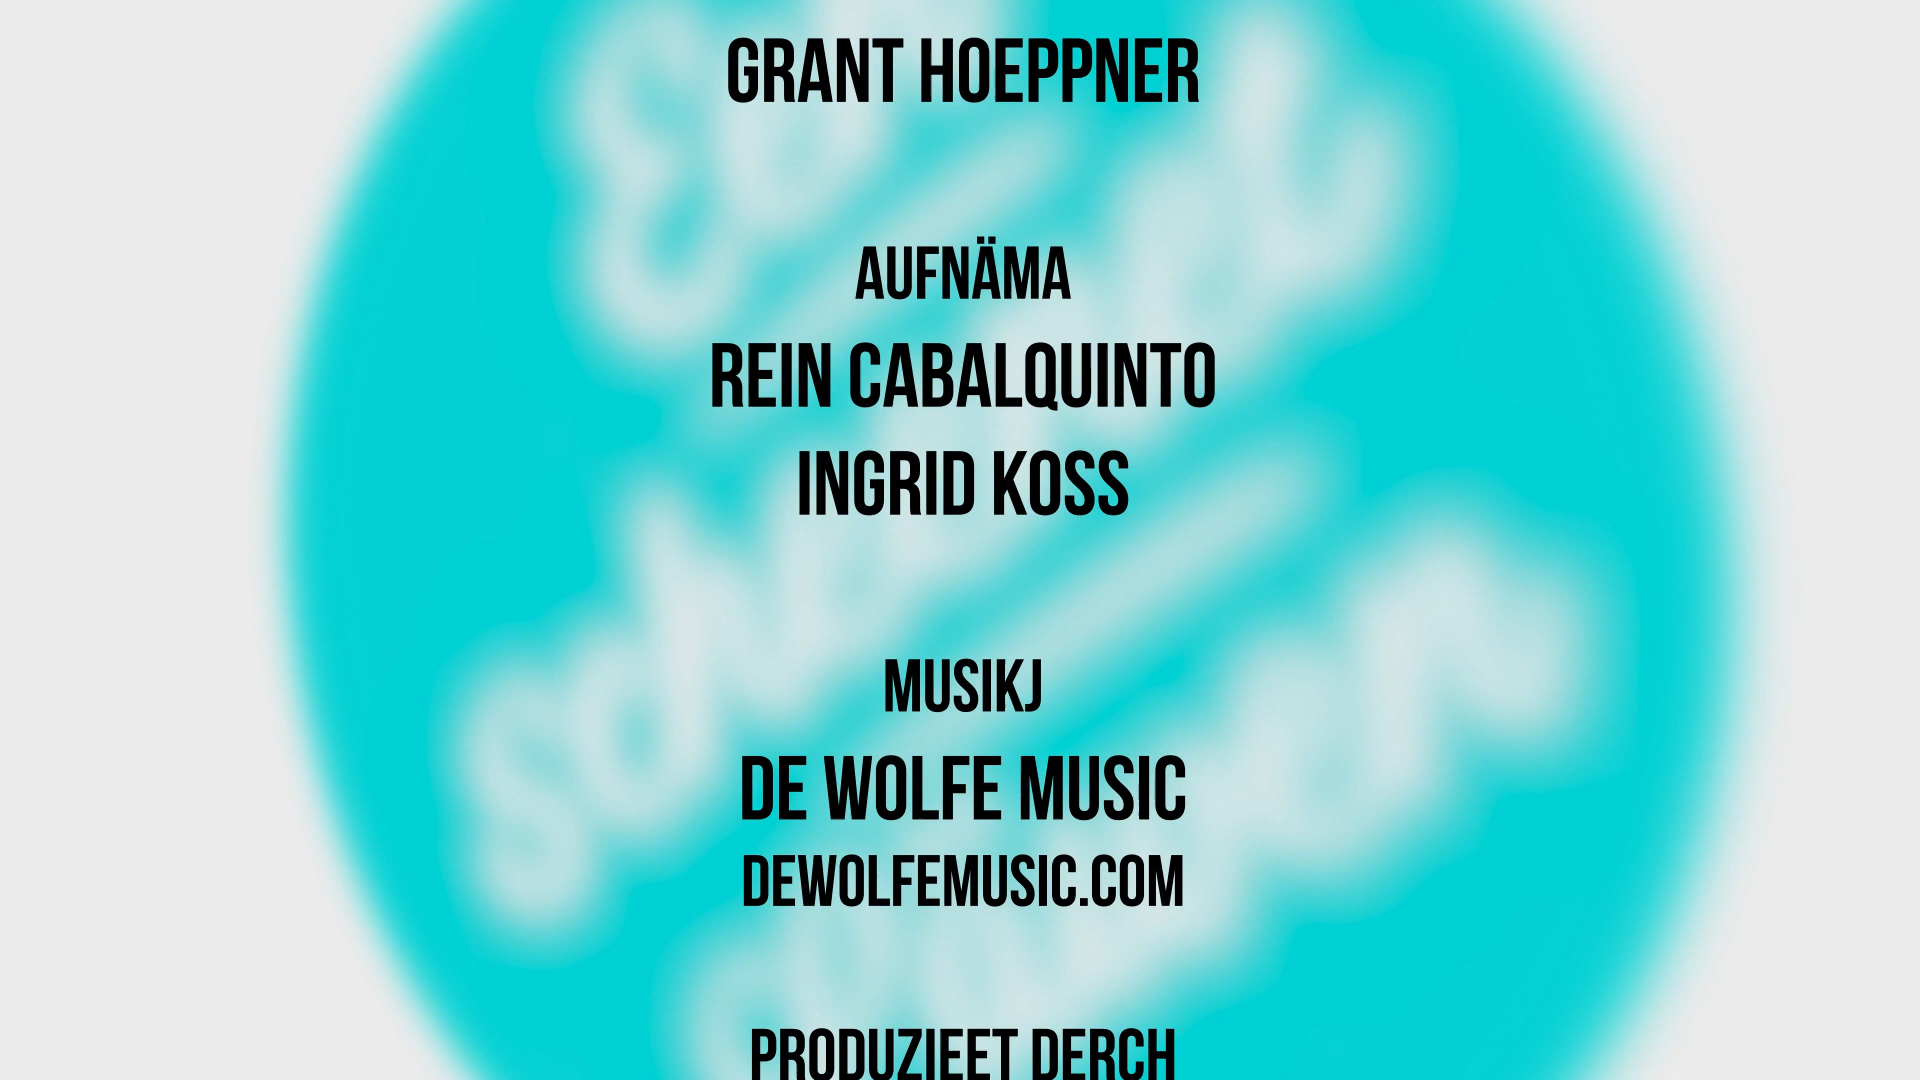 GRANT HOEPPNER
AUFNÄMA
REIN CABALQUINTO
INGRID KOSS
MUSIKJ
DE WOLFE MUSIC
DEWOLFEMUSIC.COM
PRODUZIEET DERCH